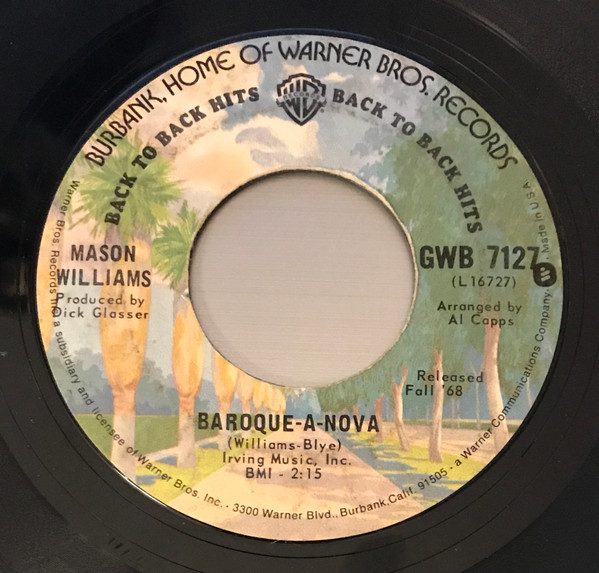 BURBANK, HOME OF WARNER BROS. RECORDS
BACK TO BACK HITS
W
RECORDS
BACK TO BACK HITS
MASON
WILLIAMS
Produced by
Dick Glasser
GWB 7127
(L16727)
Arranged by
Al Capps
Released
Fall '68
BAROQUE-A-NOVA
(Williams-Blye)
Irving Music, Inc.
BMI - 2:15
Warner Bros. Records Inc. a subsidiary and licensee of Warner Bros. Inc. · 3300 Warner Blvd., Burbank, Calif. 91505 · a Warner Communications Company. Made in U S A